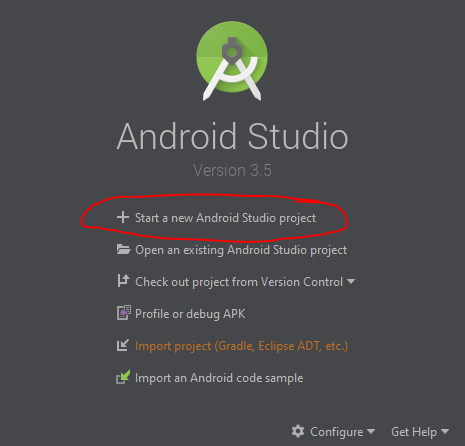 Android Studio
Version 3.5
Start a new Android Studio project
Open an existing Android Studio project
Check out project from Version Control
Profile or debug APK
Import project (Gradle, Eclipse ADT, etc.)
Import an Android code sample
Configure Get Help